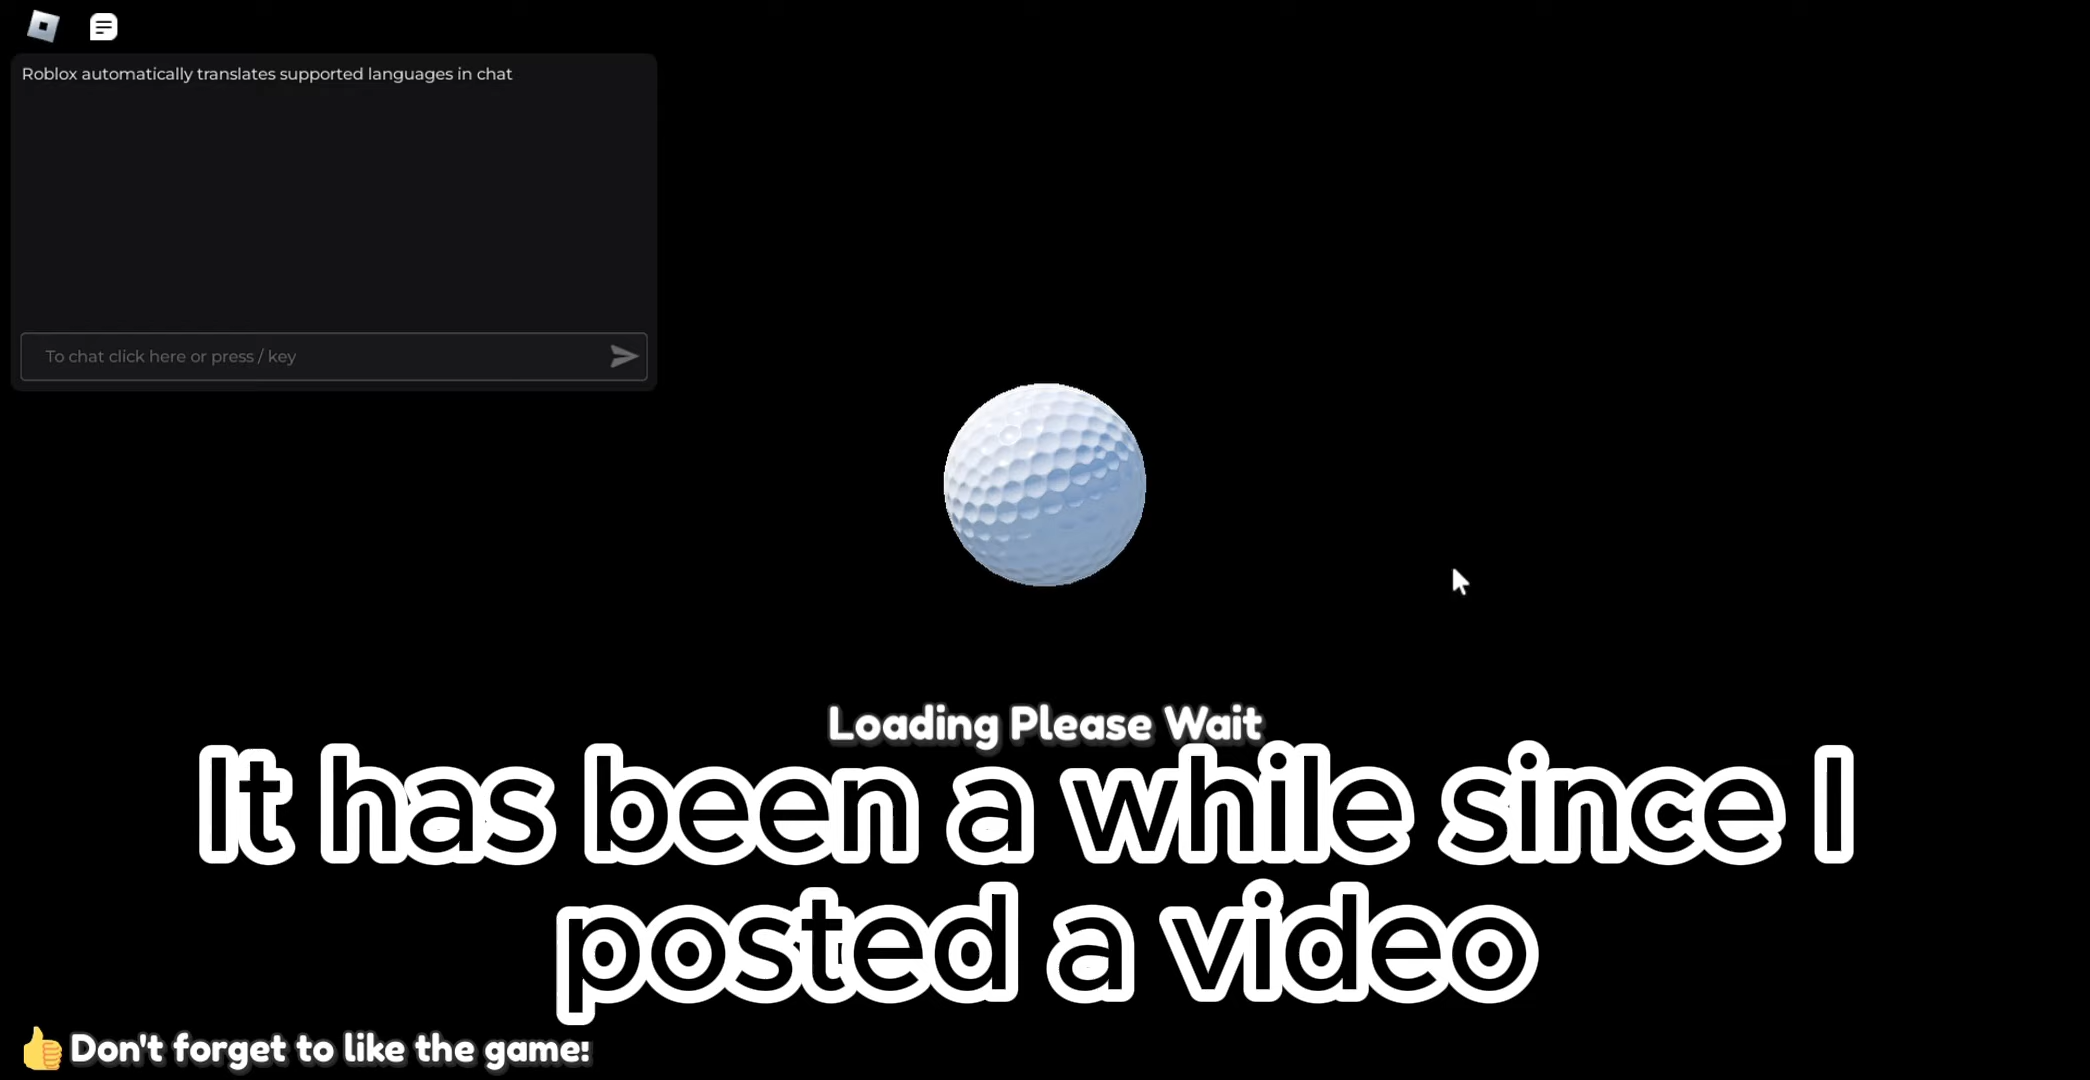 Roblox automatically translates supported languages in chat
To chat click here or press / key
Loading Please Wait
It has been a while since I
posted a video
👍 Don't forget to like the game: